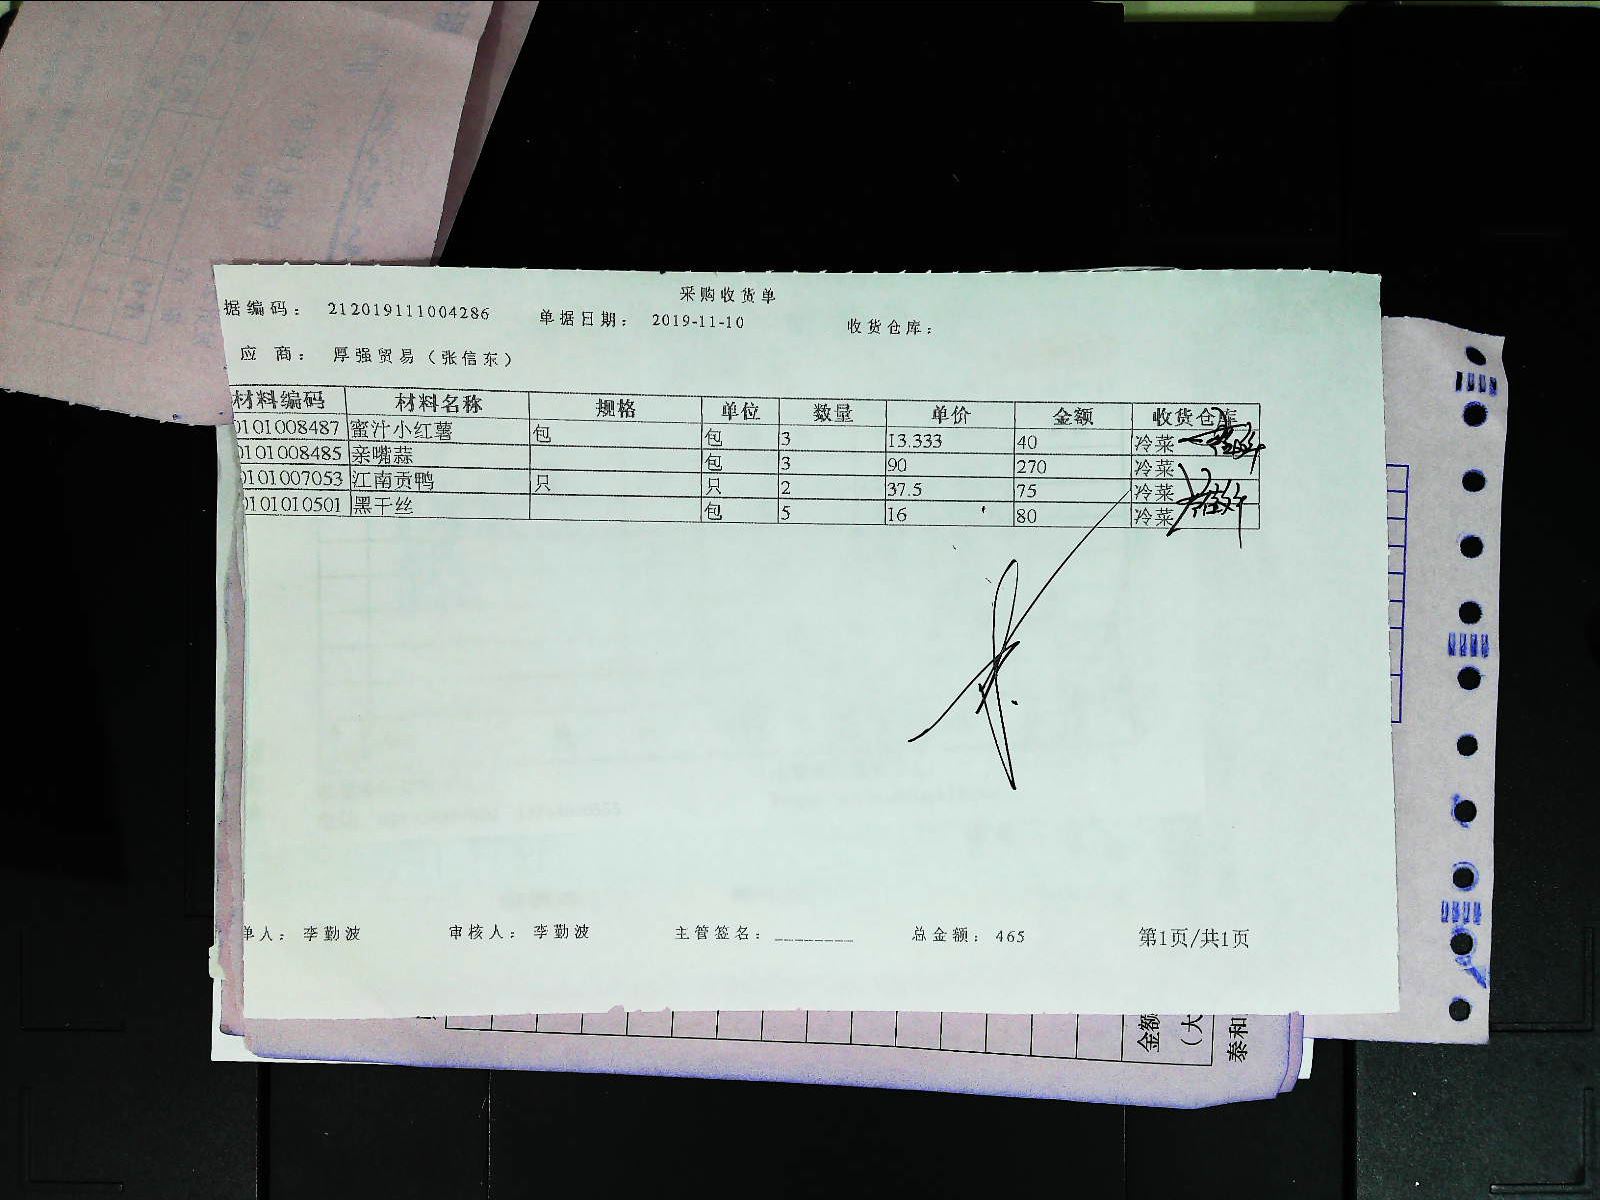 采购收货单
据编码： 212019111004286 单据日期： 2019-11-10 收货仓库：
应 商： 厚强贸易（张信东）
材料编码 材料名称 规格 单位 数量 单价 金额 收货仓库
0101008487 蜜汁小红薯 包 包 3 13.333 40 冷菜
0101008485 亲嘴蒜 包 3 90 270 冷菜
0101007053 江南贡鸭 只 只 2 37.5 75 冷菜
0101010501 黑干丝 包 5 16 80 冷菜
单人： 李勤波 审核人： 李勤波 主管签名：_________ 总金额： 465 第1页/共1页
金额
（大
泰和